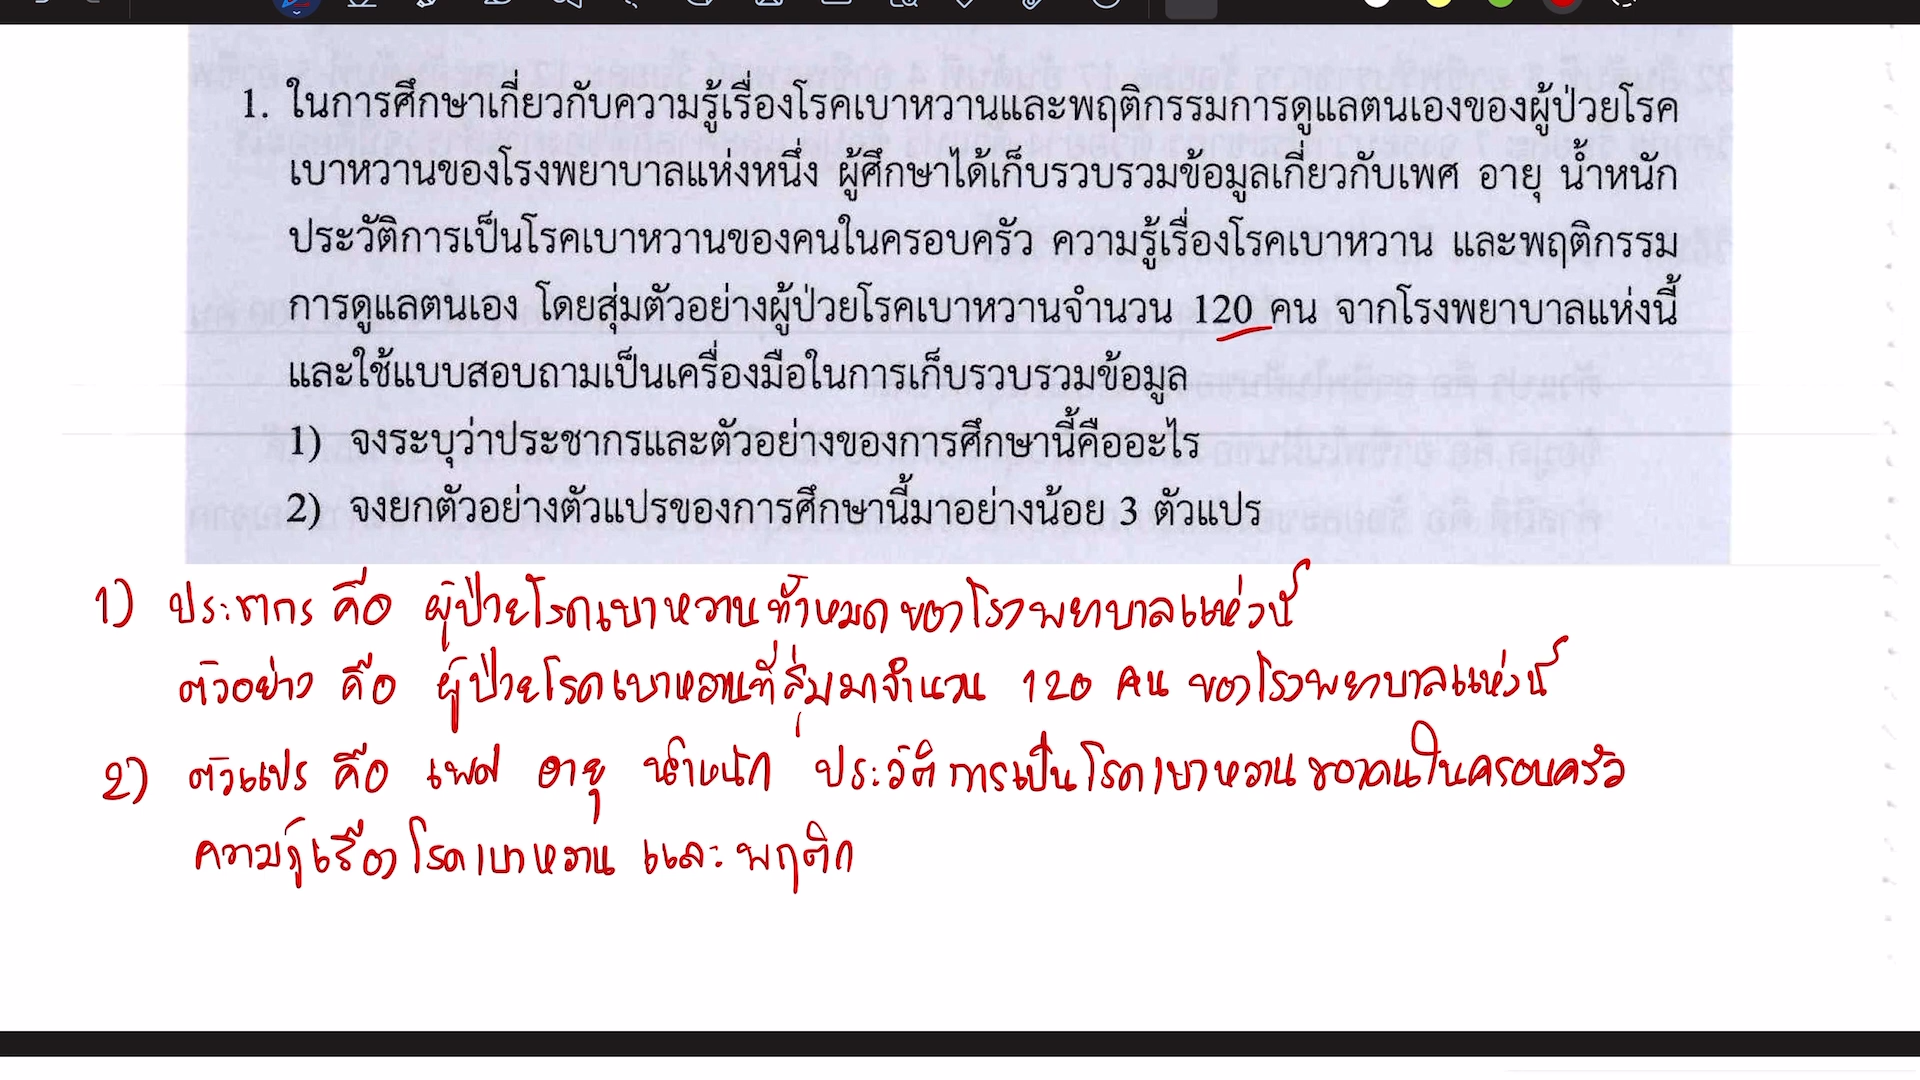 1. ในการศึกษาเกี่ยวกับความรู้เรื่องโรคเบาหวานและพฤติกรรมการดูแลตนเองของผู้ป่วยโรค
เบาหวานของโรงพยาบาลแห่งหนึ่ง ผู้ศึกษาได้เก็บรวบรวมข้อมูลเกี่ยวกับเพศ อายุ น้ำหนัก
ประวัติการเป็นโรคเบาหวานของคนในครอบครัว ความรู้เรื่องโรคเบาหวาน และพฤติกรรม
การดูแลตนเอง โดยสุ่มตัวอย่างผู้ป่วยโรคเบาหวานจำนวน 120 คน จากโรงพยาบาลแห่งนี้
และใช้แบบสอบถามเป็นเครื่องมือในการเก็บรวบรวมข้อมูล
1) จงระบุว่าประชากรและตัวอย่างของการศึกษานี้คืออะไร
2) จงยกตัวอย่างตัวแปรของการศึกษานี้มาอย่างน้อย 3 ตัวแปร
1) ประชากร คือ ผู้ป่วยโรคเบาหวานทั้งหมดของโรงพยาบาลแห่งนี้
ตัวอย่าง คือ ผู้ป่วยโรคเบาหวานที่สุ่มมาจำนวน 120 คน ของโรงพยาบาลแห่งนี้
2) ตัวแปร คือ เพศ อายุ น้ำหนัก ประวัติการเป็นโรคเบาหวานของคนในครอบครัว
ความรู้เรื่องโรคเบาหวาน และ พฤติก